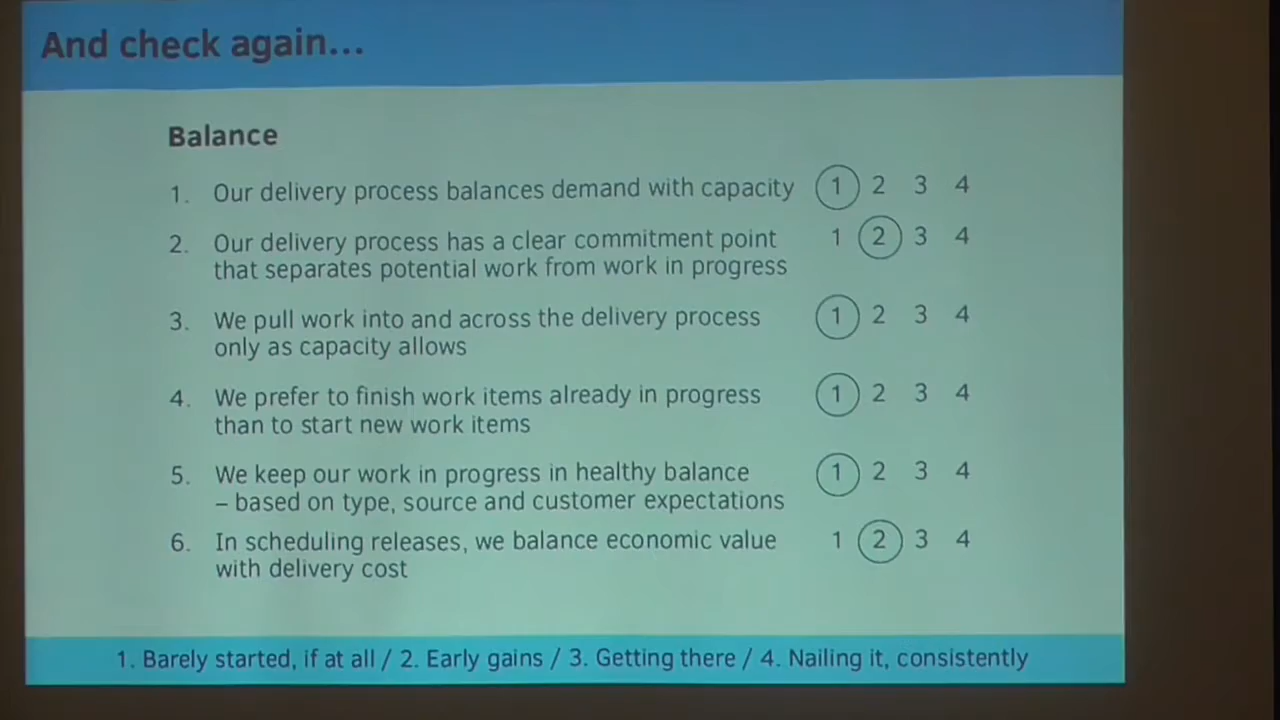 And check again...
Balance
1. Our delivery process balances demand with capacity 1 2 3 4
2. Our delivery process has a clear commitment point 1 2 3 4
that separates potential work from work in progress
3. We pull work into and across the delivery process 1 2 3 4
only as capacity allows
4. We prefer to finish work items already in progress 1 2 3 4
than to start new work items
5. We keep our work in progress in healthy balance 1 2 3 4
– based on type, source and customer expectations
6. In scheduling releases, we balance economic value 1 2 3 4
with delivery cost
1. Barely started, if at all / 2. Early gains / 3. Getting there / 4. Nailing it, consistently